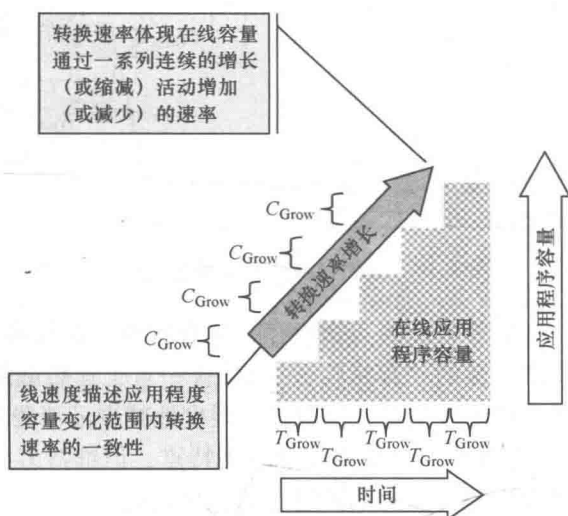 转换速率体现在线容量
通过一系列连续的增长
（或缩减）活动增加
（或减少）的速率
C_Grow
C_Grow
C_Grow
C_Grow
转换速率增长
在线应用
程序容量
应用程序容量
线速度描述应用程度
容量变化范围内转换
速率的一致性
T_Grow
T_Grow
T_Grow
T_Grow
T_Grow
时间